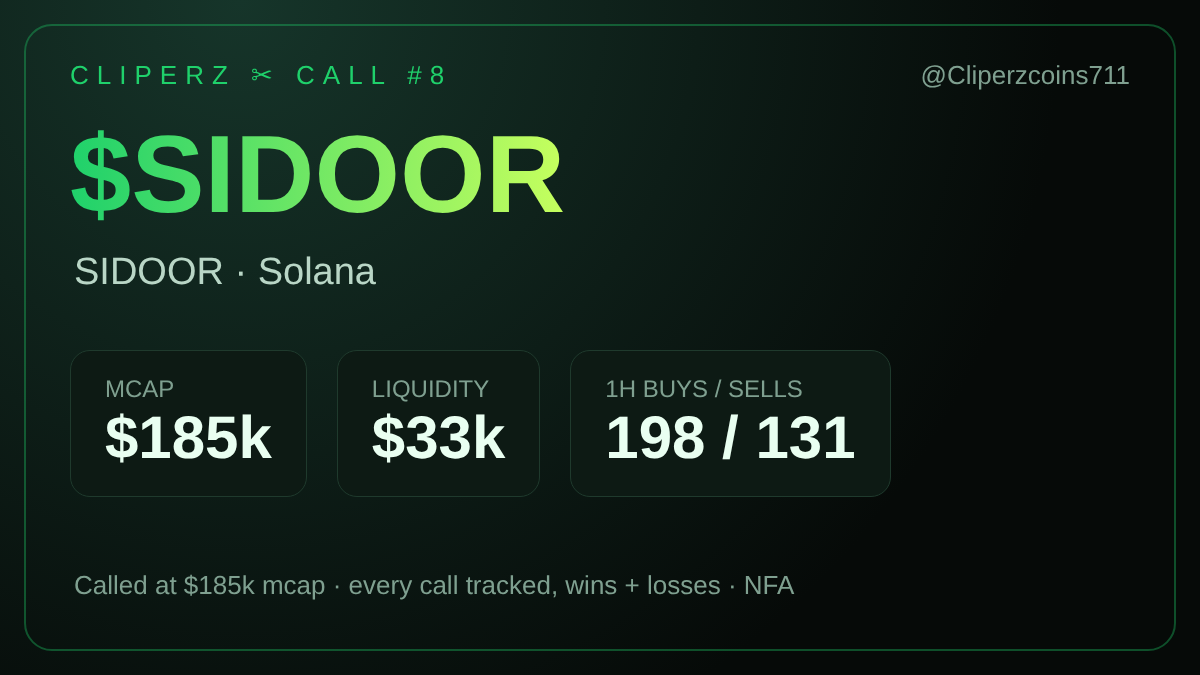 CLIPERZ ✂ CALL #8
@Cliperzcoins711
$SIDOOR
SIDOOR · Solana
MCAP
$185k
LIQUIDITY
$33k
1H BUYS / SELLS
198 / 131
Called at $185k mcap · every call tracked, wins + losses · NFA